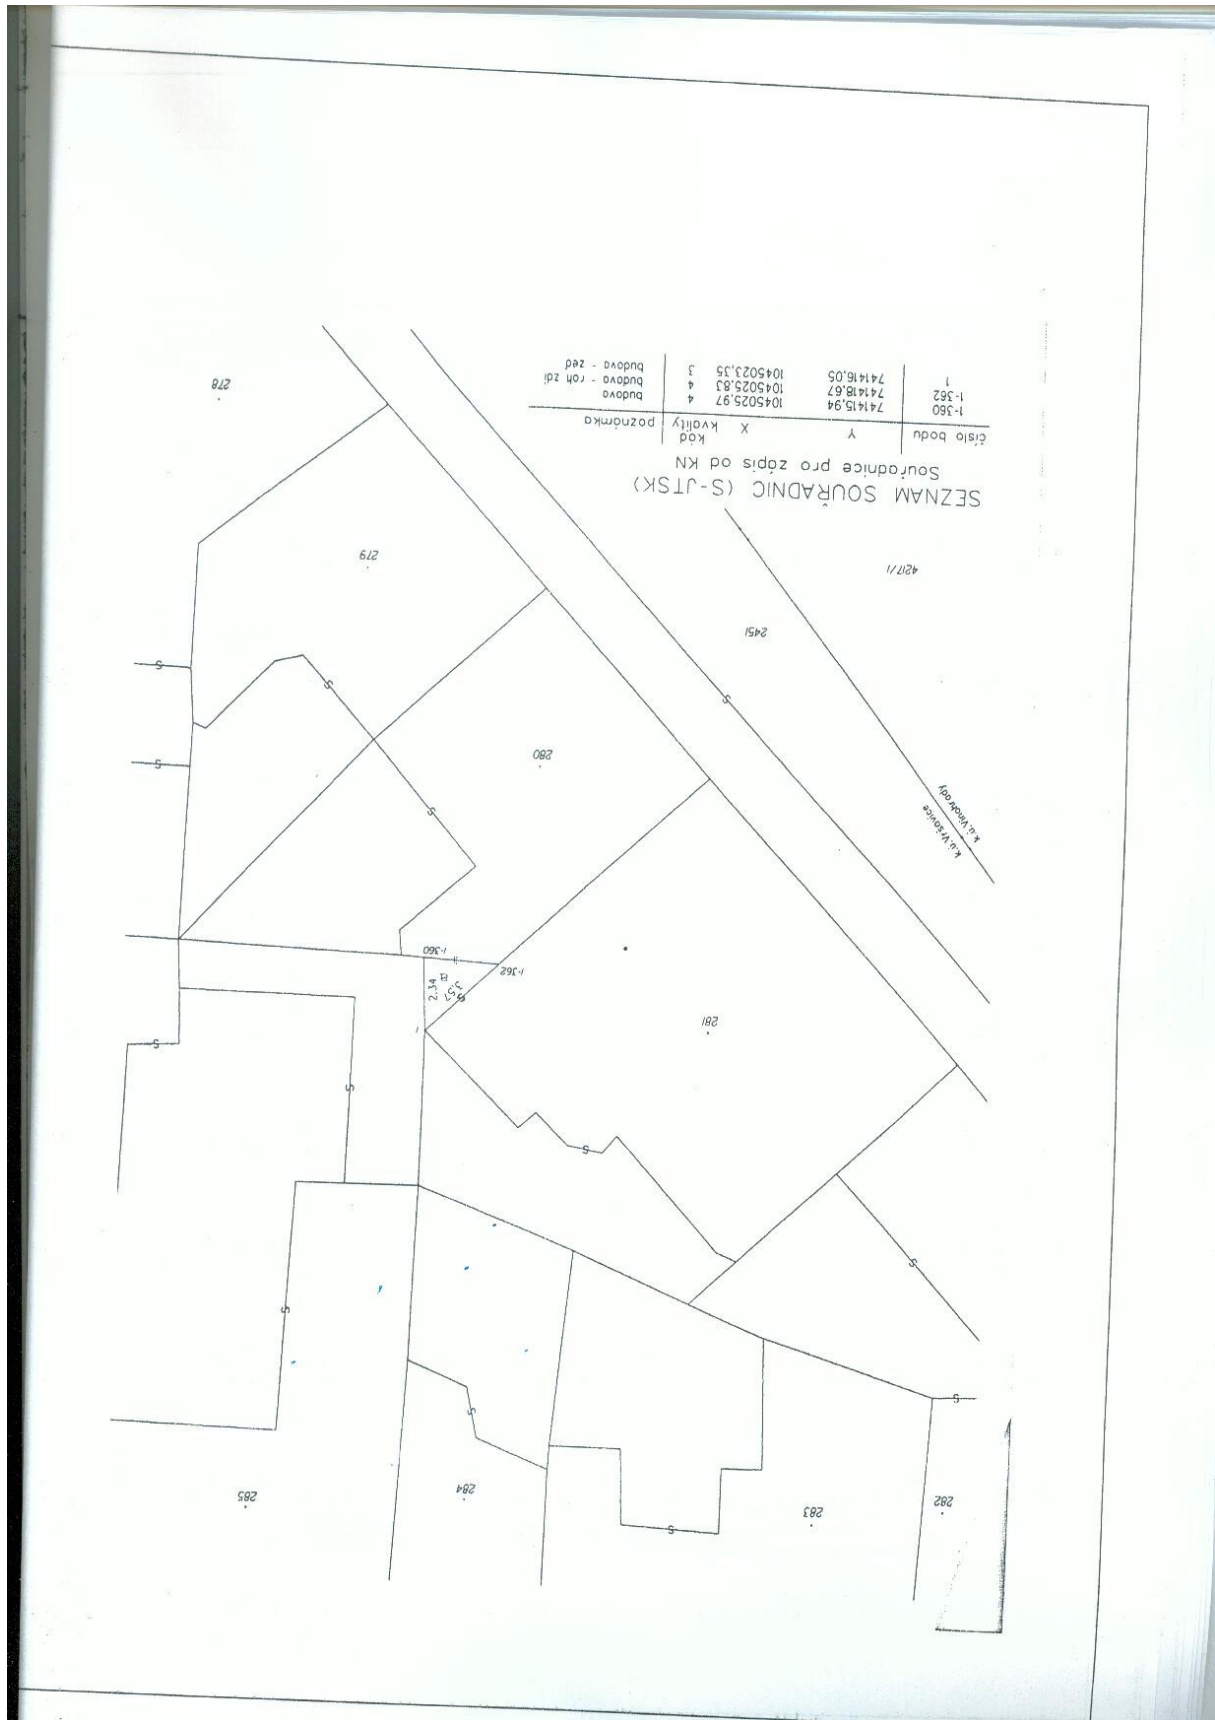 282
283
284
285
281
1
2.34
3.57
1-362
1-360
k.ú. Vršovice
k.ú. Vinohrady
280
2451
4217/1
279
278
SEZNAM SOUŘADNIC (S-JTSK)
Souřadnice pro zápis od KN
číslo bodu Y X kód kvality poznámka
1-360 741415,94 1045025,97 4 budova
1-362 741418,67 1045025,83 4 budova - roh zdi
1 741416,05 1045023,35 3 budova - zeď